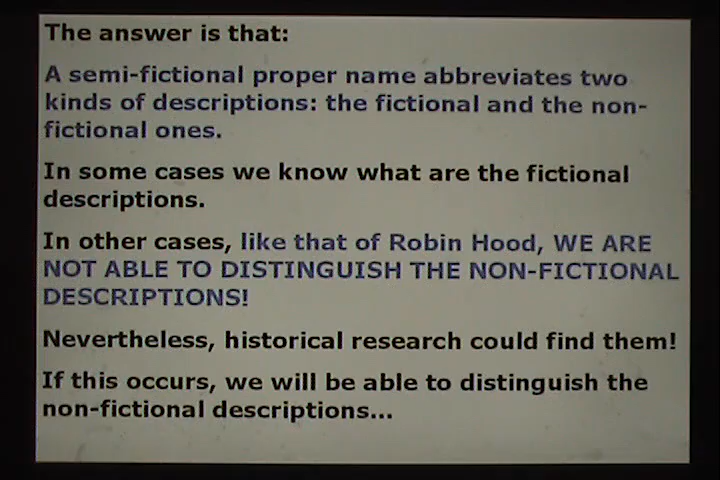 The answer is that:
A semi-fictional proper name abbreviates two
kinds of descriptions: the fictional and the non-
fictional ones.
In some cases we know what are the fictional
descriptions.
In other cases, like that of Robin Hood, WE ARE
NOT ABLE TO DISTINGUISH THE NON-FICTIONAL
DESCRIPTIONS!
Nevertheless, historical research could find them!
If this occurs, we will be able to distinguish the
non-fictional descriptions...